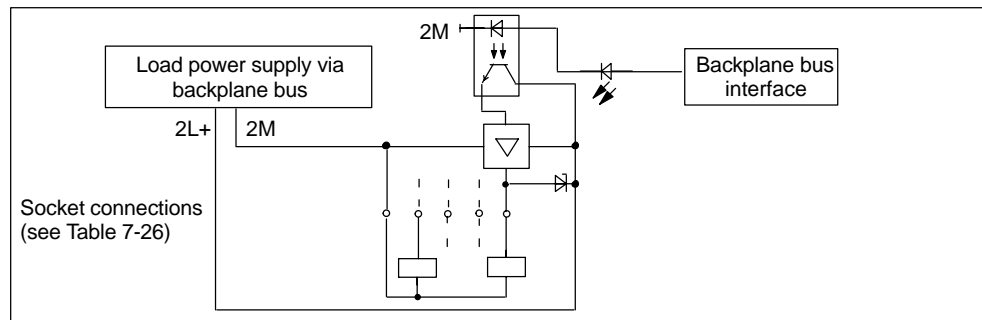 2M
Load power supply via
backplane bus
Backplane bus
interface
2L+
2M
Socket connections
(see Table 7-26)